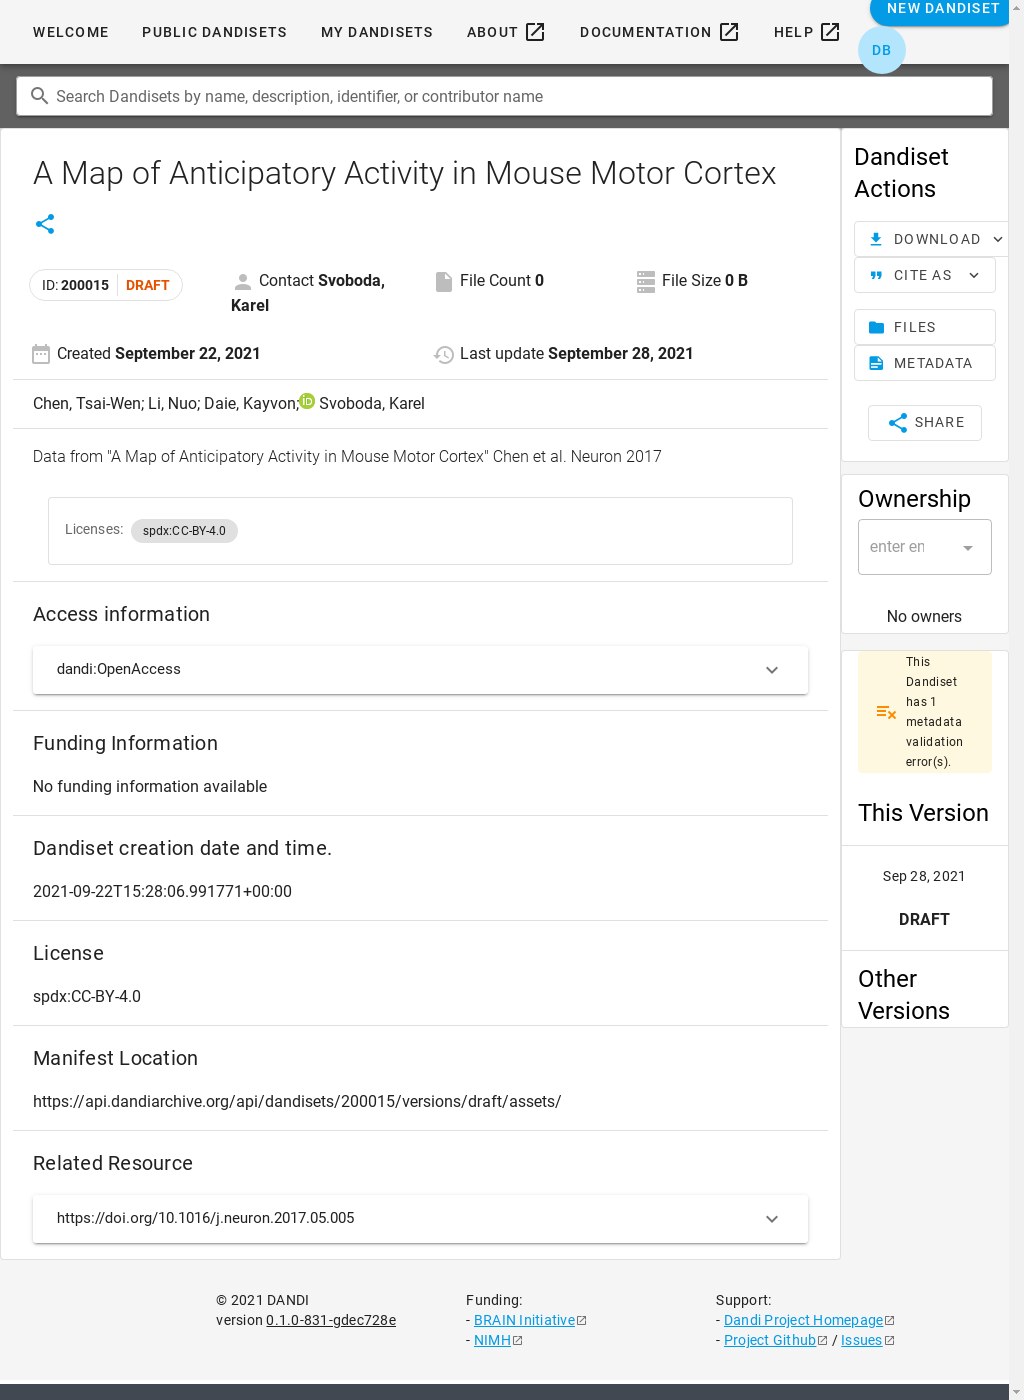 WELCOME PUBLIC DANDISETS MY DANDISETS ABOUT DOCUMENTATION HELP NEW DANDISET
DB
Search Dandisets by name, description, identifier, or contributor name
A Map of Anticipatory Activity in Mouse Motor Cortex
ID: 200015 DRAFT
Contact Svoboda,
Karel
File Count 0
File Size 0 B
Created September 22, 2021
Last update September 28, 2021
Chen, Tsai-Wen; Li, Nuo; Daie, Kayvon; iD Svoboda, Karel
Data from "A Map of Anticipatory Activity in Mouse Motor Cortex" Chen et al. Neuron 2017
Licenses: spdx:CC-BY-4.0
Access information
dandi:OpenAccess
Funding Information
No funding information available
Dandiset creation date and time.
2021-09-22T15:28:06.991771+00:00
License
spdx:CC-BY-4.0
Manifest Location
https://api.dandiarchive.org/api/dandisets/200015/versions/draft/assets/
Related Resource
https://doi.org/10.1016/j.neuron.2017.05.005
Dandiset
Actions
DOWNLOAD
CITE AS
FILES
METADATA
SHARE
Ownership
enter en
No owners
This
Dandiset
has 1
metadata
validation
error(s).
This Version
Sep 28, 2021
DRAFT
Other
Versions
© 2021 DANDI
version 0.1.0-831-gdec728e
Funding:
- BRAIN Initiative
- NIMH
Support:
- Dandi Project Homepage
- Project Github / Issues